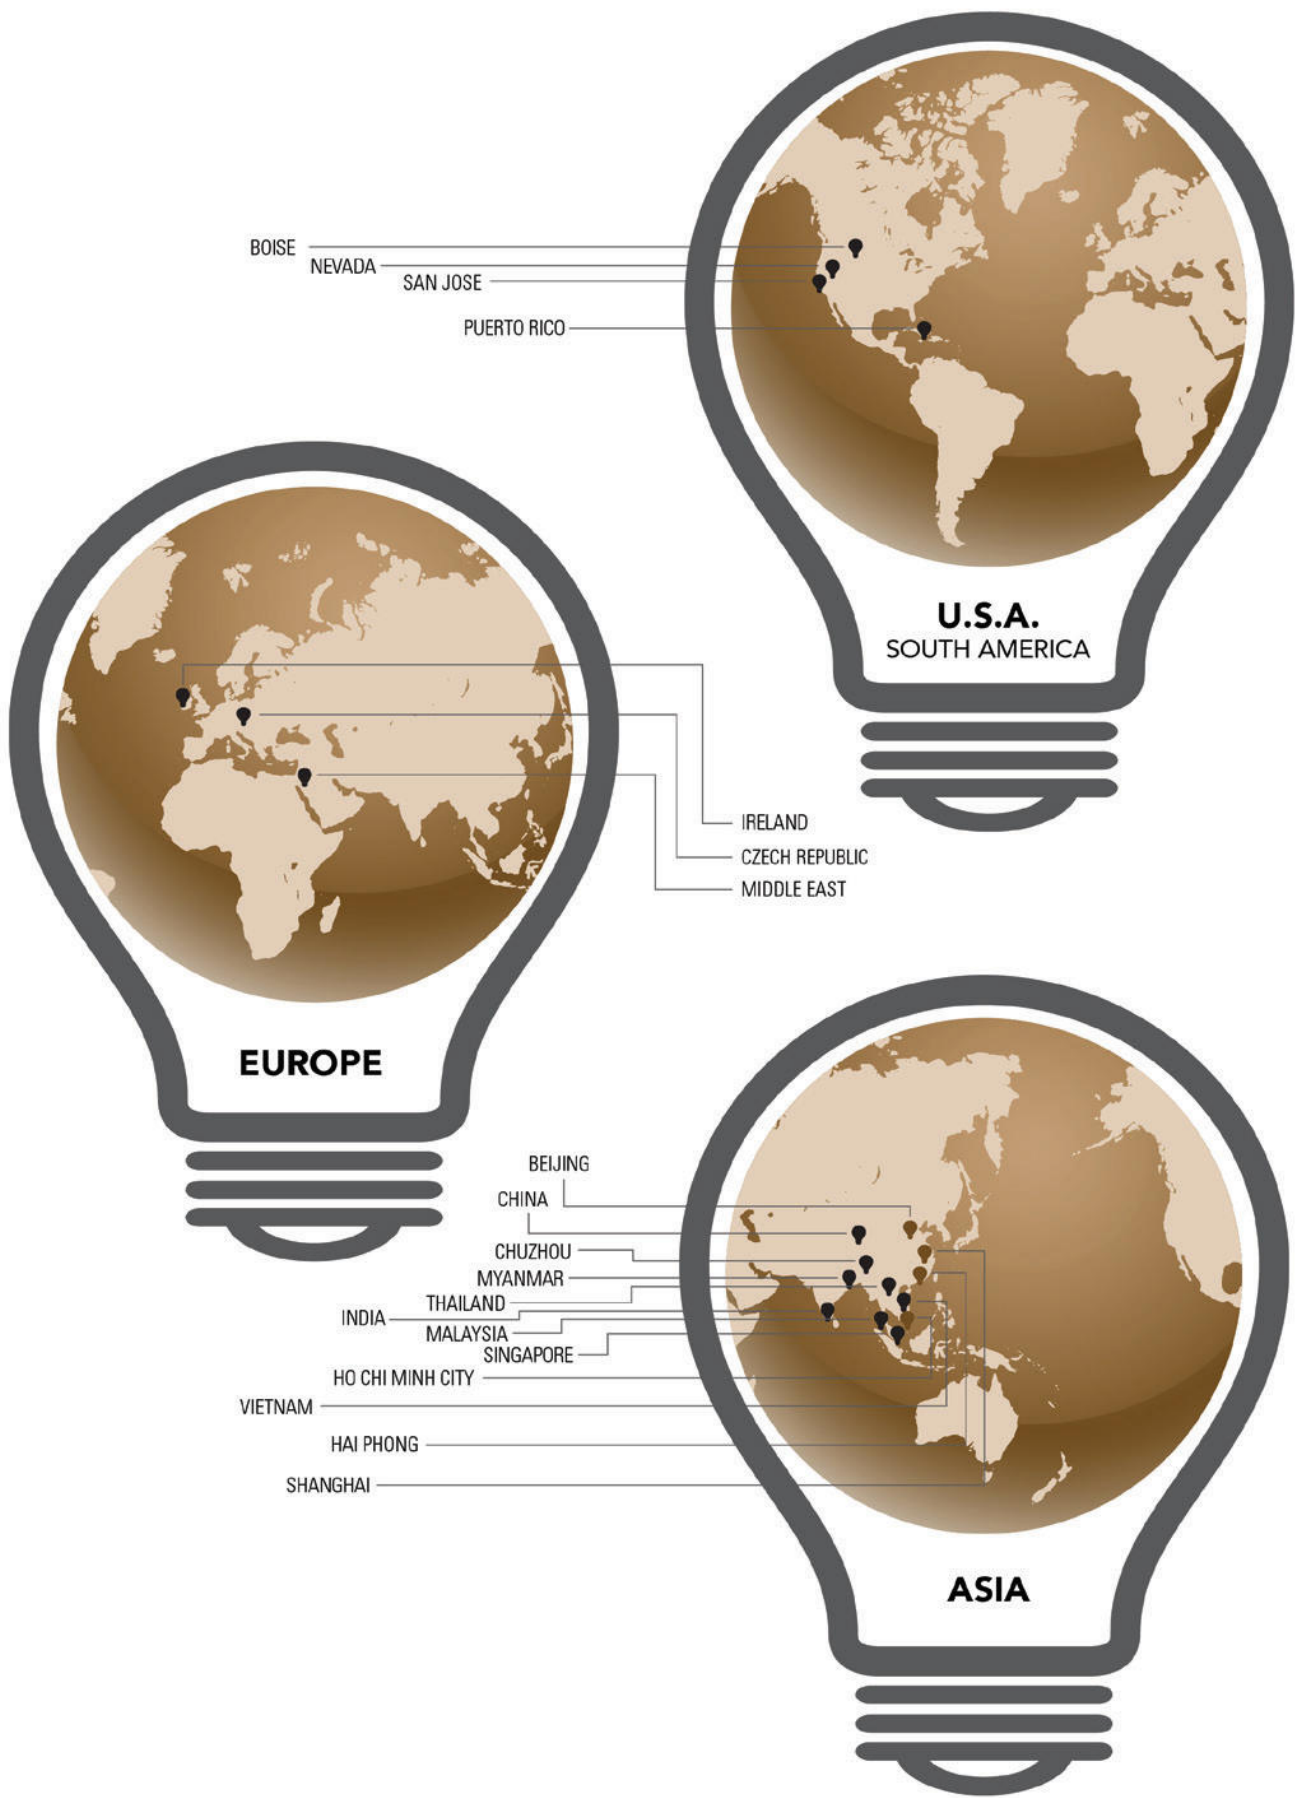 BOISE
NEVADA
SAN JOSE
PUERTO RICO
U.S.A.
SOUTH AMERICA
IRELAND
CZECH REPUBLIC
MIDDLE EAST
EUROPE
BEIJING
CHINA
CHUZHOU
MYANMAR
THAILAND
INDIA
MALAYSIA
SINGAPORE
HO CHI MINH CITY
VIETNAM
HAI PHONG
SHANGHAI
ASIA